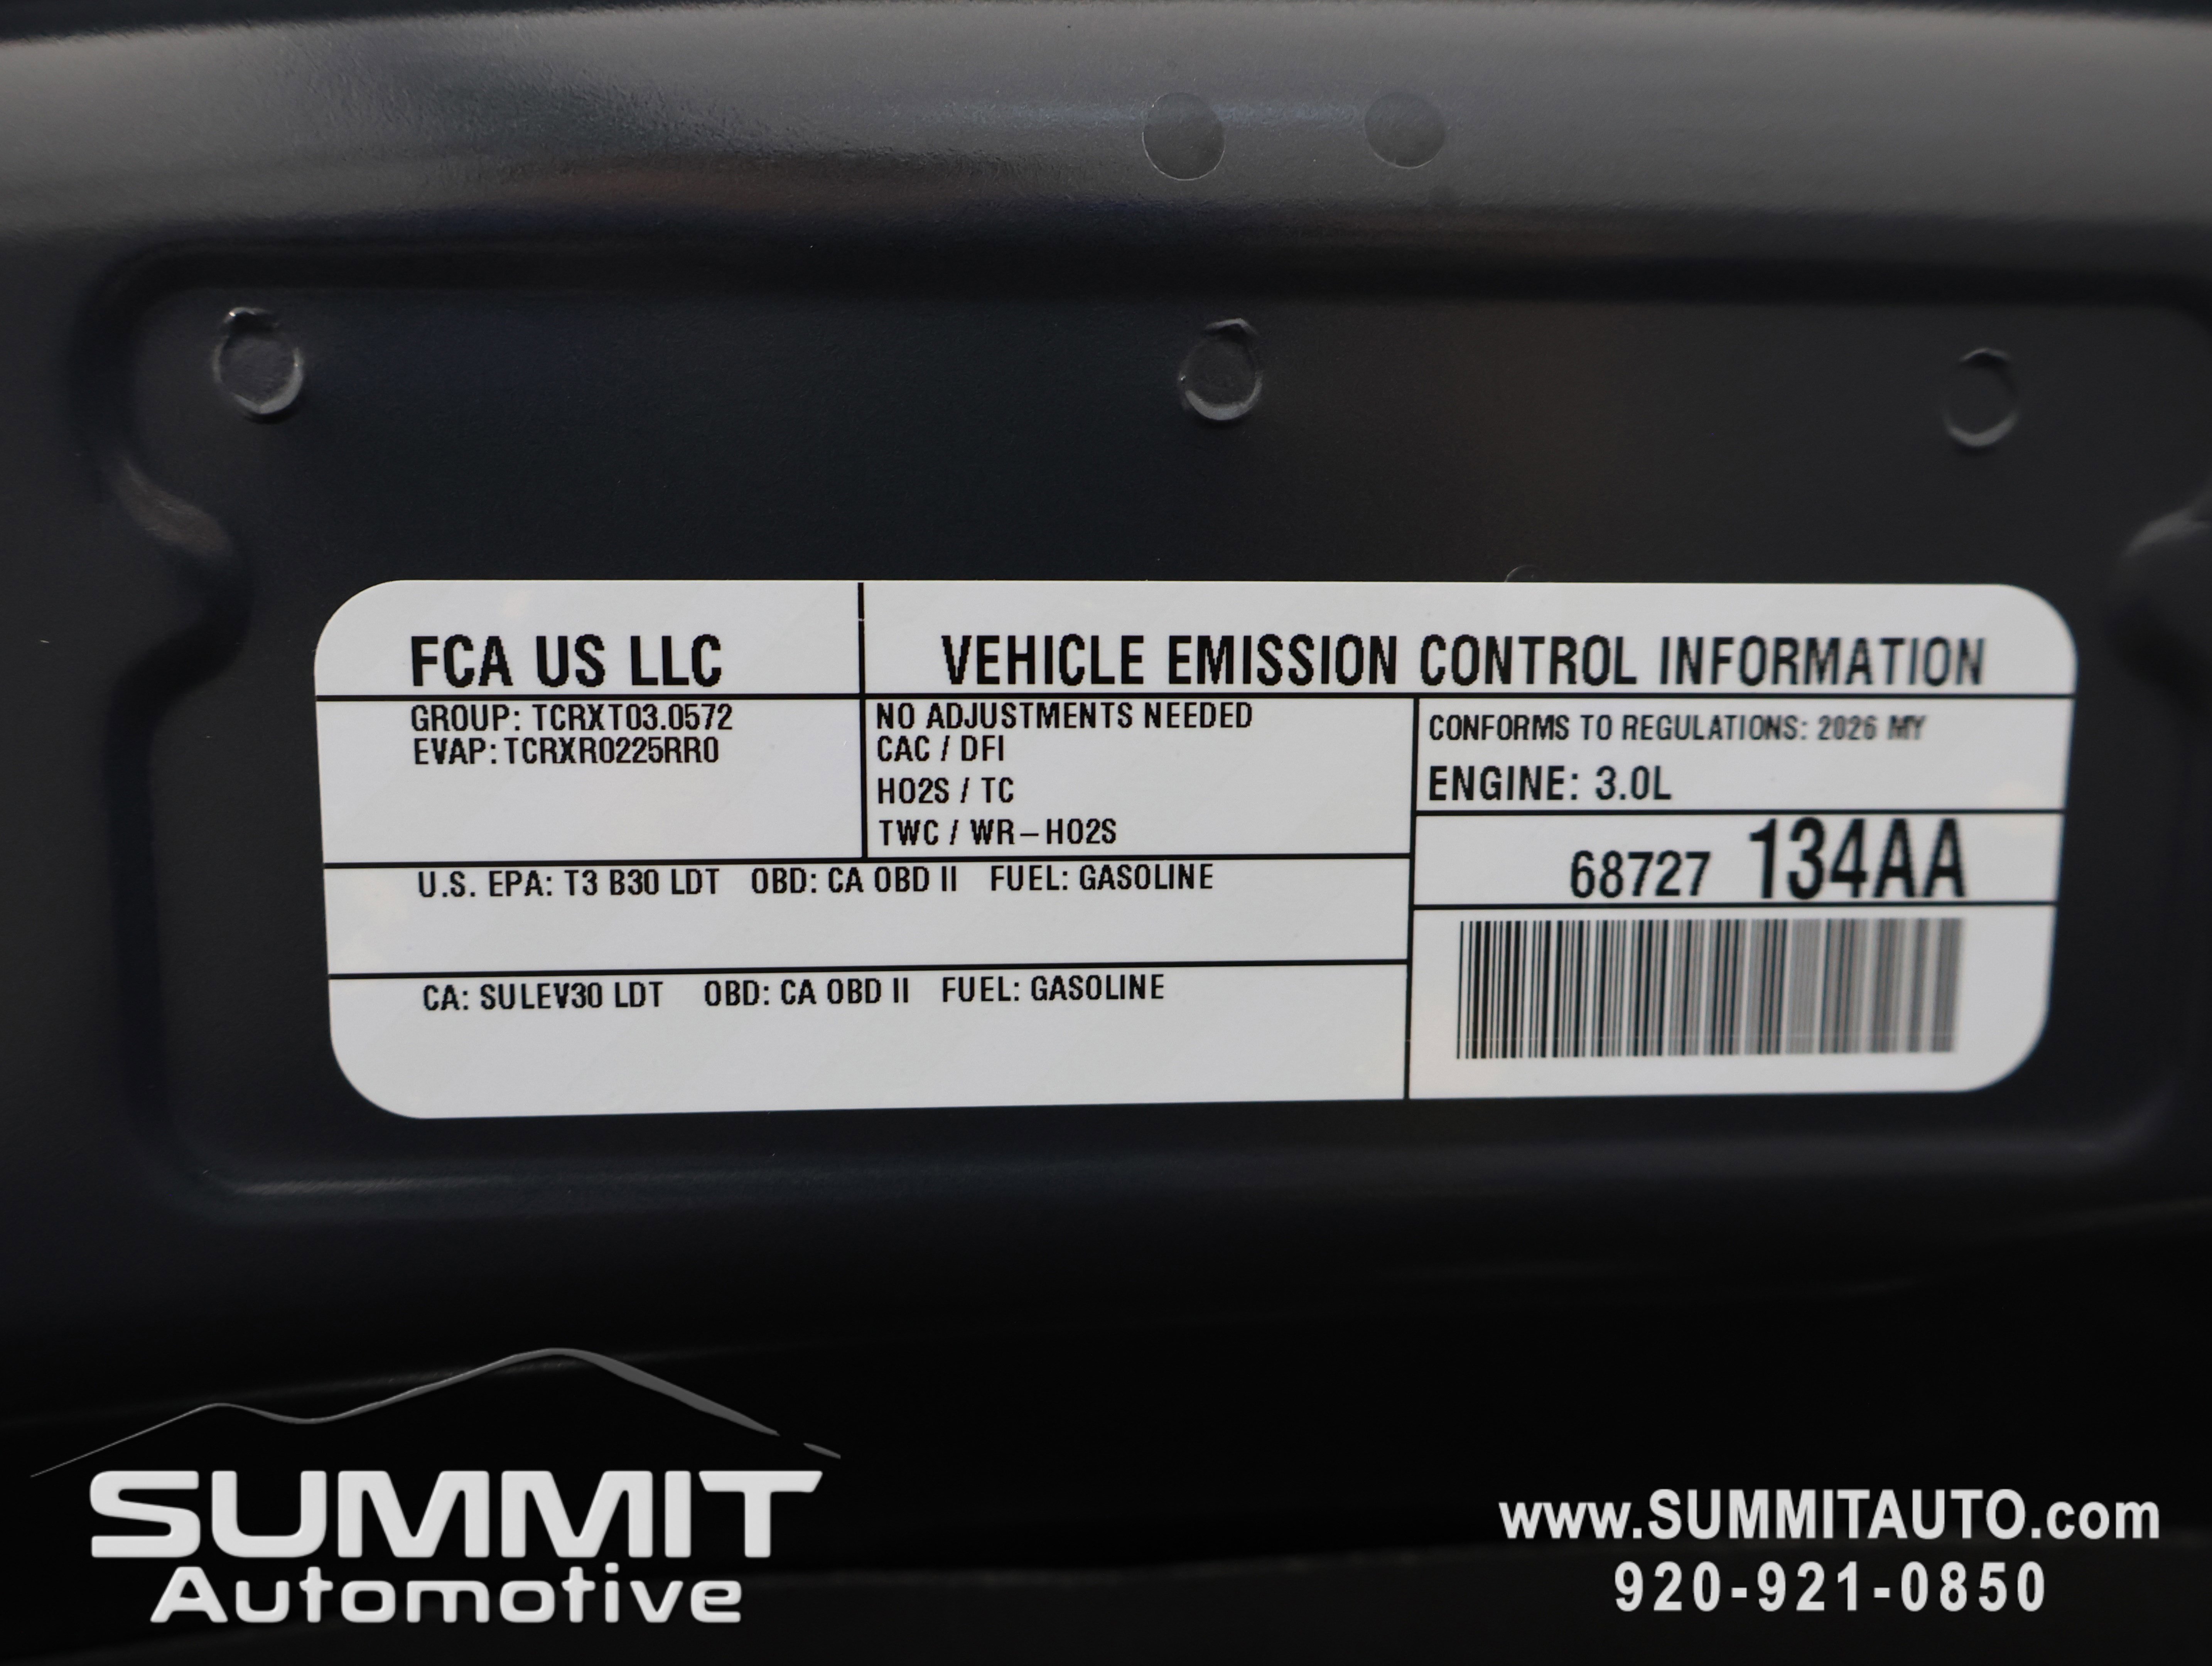 FCA US LLC
VEHICLE EMISSION CONTROL INFORMATION
GROUP: TCRXT03.0572
EVAP: TCRXR0225RR0
NO ADJUSTMENTS NEEDED
CAC / DFI
HO2S / TC
TWC / WR-HO2S
CONFORMS TO REGULATIONS: 2026 MY
ENGINE: 3.0L
68727 134AA
U.S. EPA: T3 B30 LDT OBD: CA OBD II FUEL: GASOLINE
CA: SULEV30 LDT OBD: CA OBD II FUEL: GASOLINE
SUMMIT
Automotive
www.SUMMITAUTO.com
920-921-0850